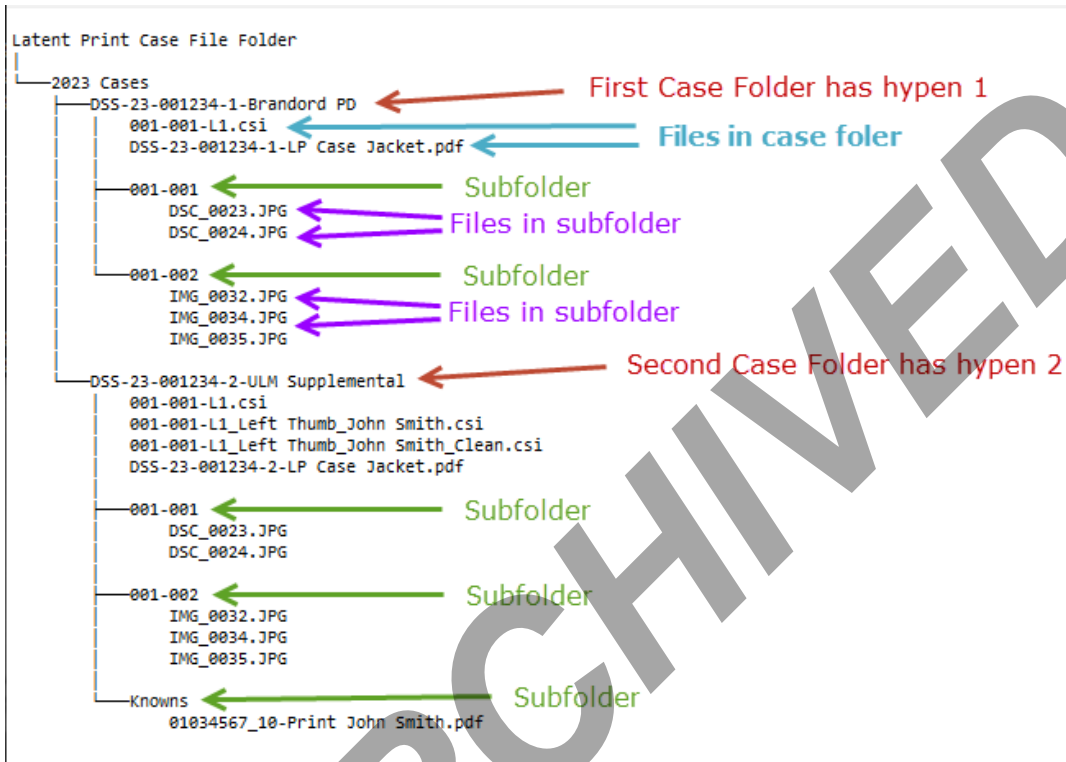 Latent Print Case File Folder
2023 Cases
DSS-23-001234-1-Brandord PD First Case Folder has hypen 1
001-001-L1.csi Files in case foler
DSS-23-001234-1-LP Case Jacket.pdf
001-001 Subfolder
DSC_0023.JPG
DSC_0024.JPG Files in subfolder
001-002 Subfolder
IMG_0032.JPG
IMG_0034.JPG Files in subfolder
IMG_0035.JPG
DSS-23-001234-2-ULM Supplemental Second Case Folder has hypen 2
001-001-L1.csi
001-001-L1_Left Thumb_John Smith.csi
001-001-L1_Left Thumb_John Smith_Clean.csi
DSS-23-001234-2-LP Case Jacket.pdf
001-001 Subfolder
DSC_0023.JPG
DSC_0024.JPG
001-002 Subfolder
IMG_0032.JPG
IMG_0034.JPG
IMG_0035.JPG
Knowns Subfolder
01034567_10-Print John Smith.pdf
RCHIVED